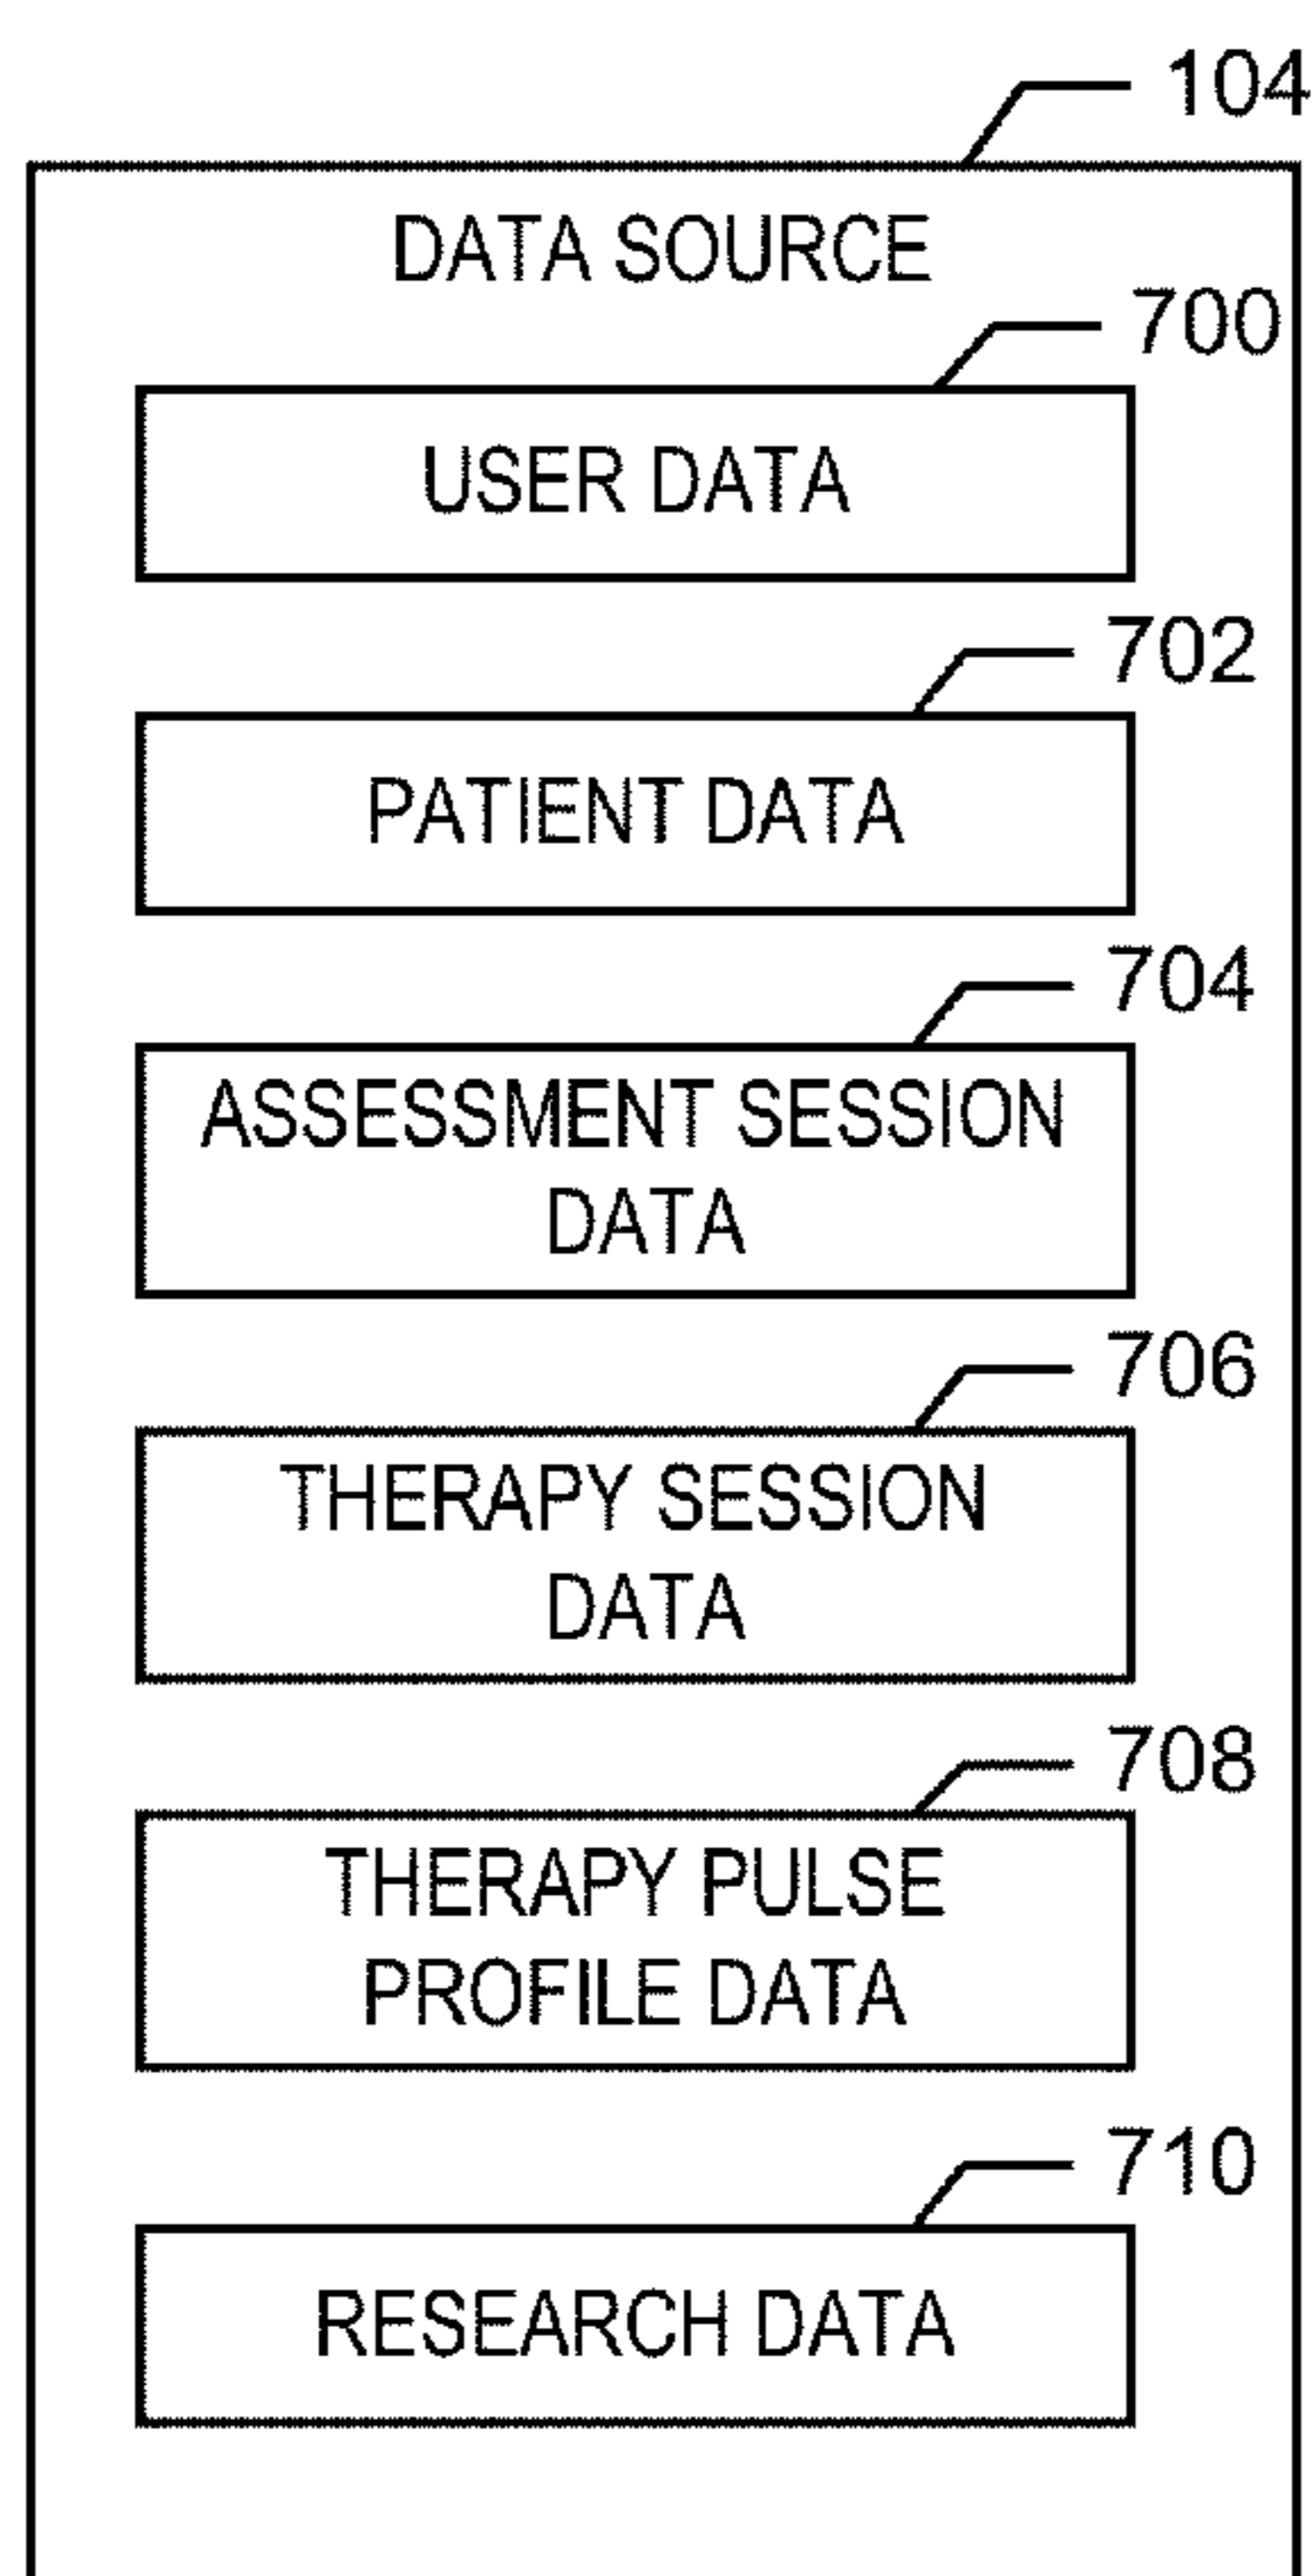 104
DATA SOURCE
700
USER DATA
702
PATIENT DATA
704
ASSESSMENT SESSION
DATA
706
THERAPY SESSION
DATA
708
THERAPY PULSE
PROFILE DATA
710
RESEARCH DATA